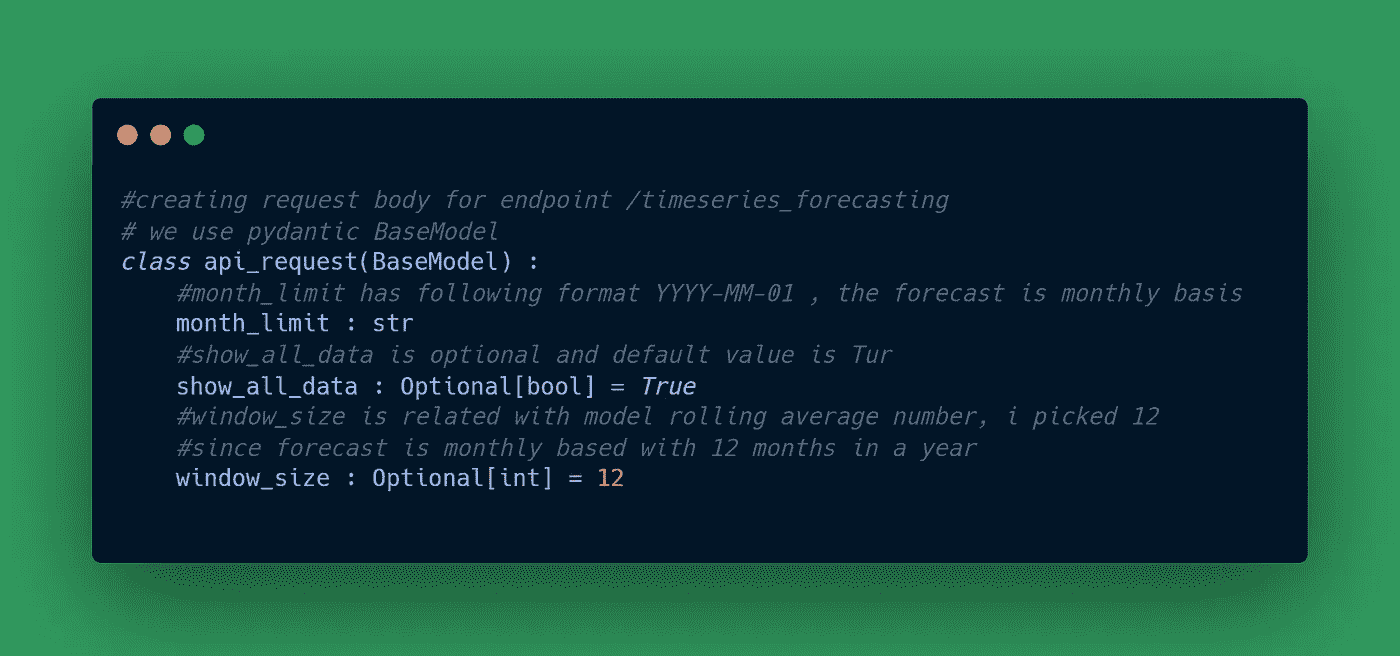 #creating request body for endpoint /timeseries_forecasting
# we use pydantic BaseModel
class api_request(BaseModel) :
    #month_limit has following format YYYY-MM-01 , the forecast is monthly basis
    month_limit : str
    #show_all_data is optional and default value is Tur
    show_all_data : Optional[bool] = True
    #window_size is related with model rolling average number, i picked 12
    #since forecast is monthly based with 12 months in a year
    window_size : Optional[int] = 12